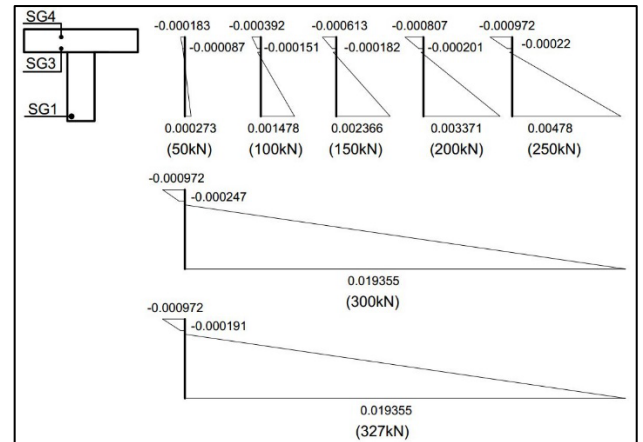 SG4
SG3
SG1
-0.000183 -0.000392 -0.000613 -0.000807 -0.000972
-0.000087 -0.000151 -0.000182 -0.000201 -0.00022
0.000273 0.001478 0.002366 0.003371 0.00478
(50kN) (100kN) (150kN) (200kN) (250kN)
-0.000972
-0.000247
0.019355
(300kN)
-0.000972
-0.000191
0.019355
(327kN)